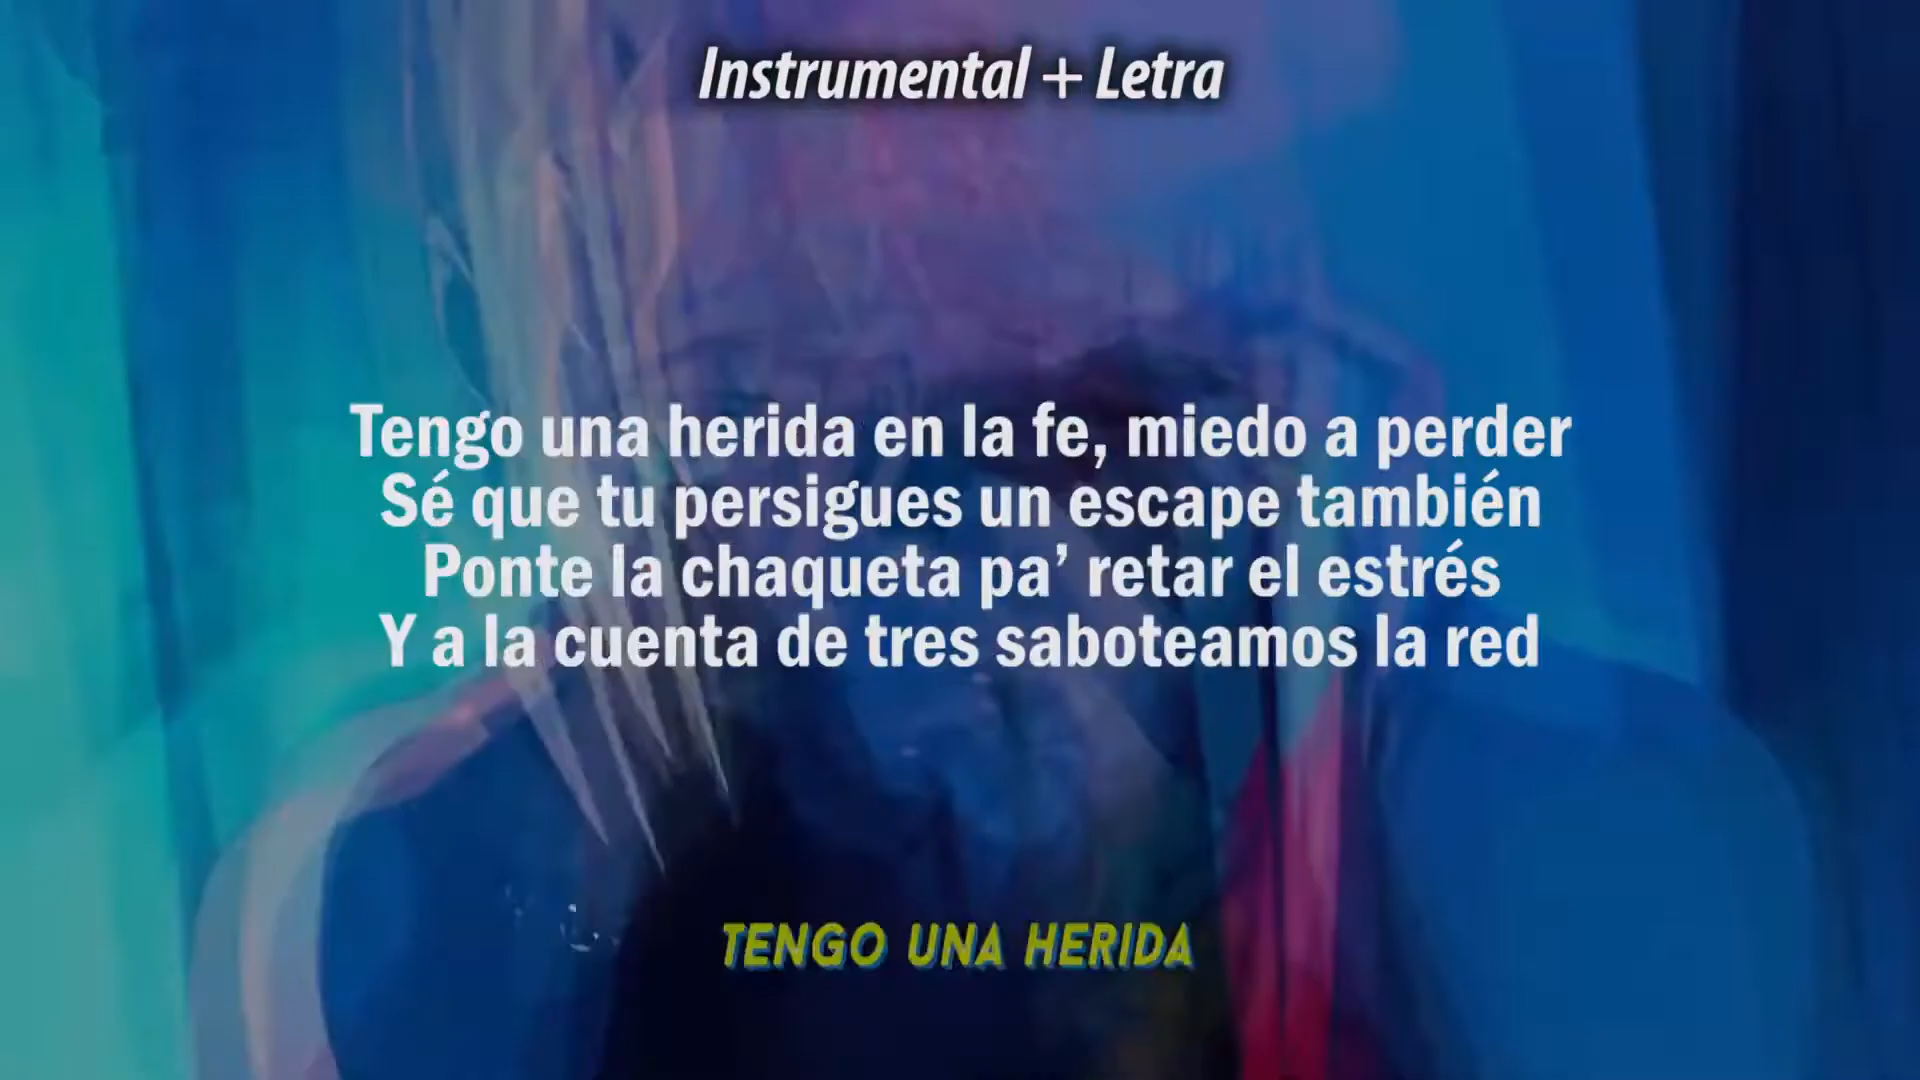 Instrumental + Letra
Tengo una herida en la fe, miedo a perder
Sé que tu persigues un escape también
Ponte la chaqueta pa’ retar el estrés
Y a la cuenta de tres saboteamos la red
TENGO UNA HERIDA